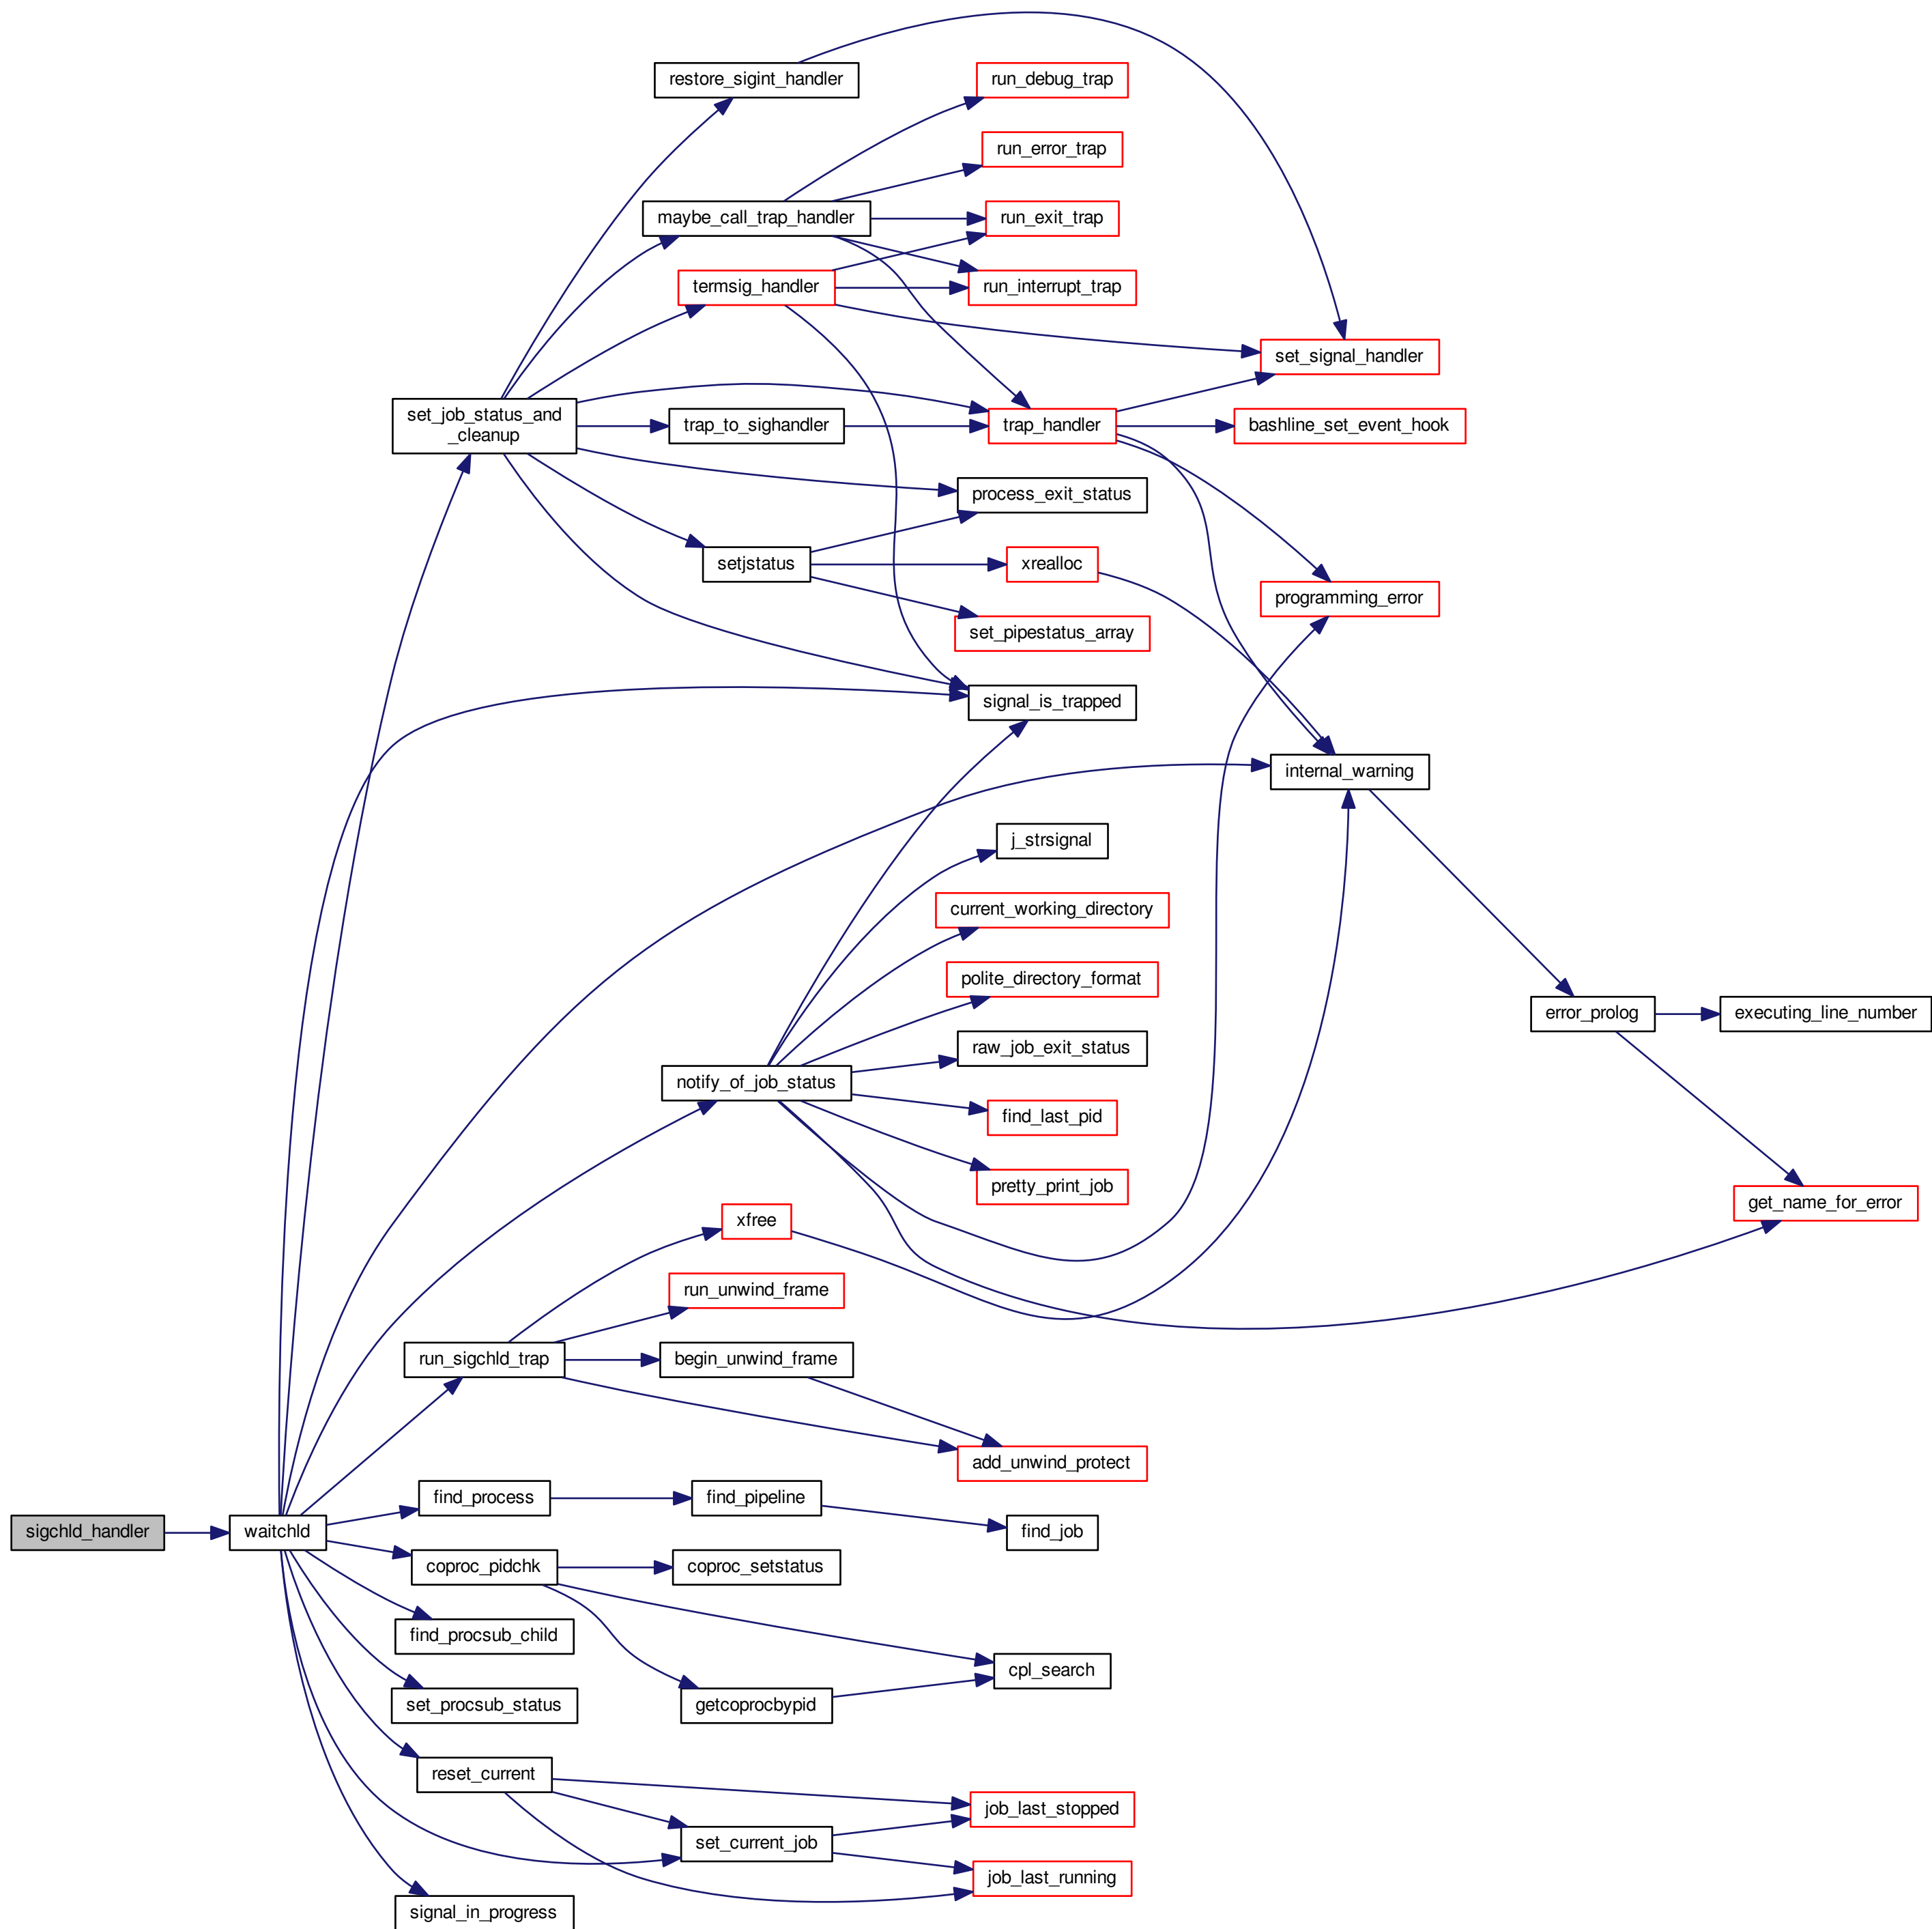 restore_sigint_handler
run_debug_trap
run_error_trap
maybe_call_trap_handler
run_exit_trap
termsig_handler
run_interrupt_trap
set_signal_handler
set_job_status_and
_cleanup
trap_to_sighandler
trap_handler
bashline_set_event_hook
process_exit_status
setjstatus
xrealloc
programming_error
set_pipestatus_array
signal_is_trapped
internal_warning
j_strsignal
current_working_directory
polite_directory_format
error_prolog
executing_line_number
raw_job_exit_status
notify_of_job_status
find_last_pid
pretty_print_job
get_name_for_error
xfree
run_unwind_frame
run_sigchld_trap
begin_unwind_frame
add_unwind_protect
find_process
find_pipeline
sigchld_handler
waitchld
find_job
coproc_pidchk
coproc_setstatus
find_procsub_child
cpl_search
set_procsub_status
getcoprocbypid
reset_current
job_last_stopped
set_current_job
job_last_running
signal_in_progress